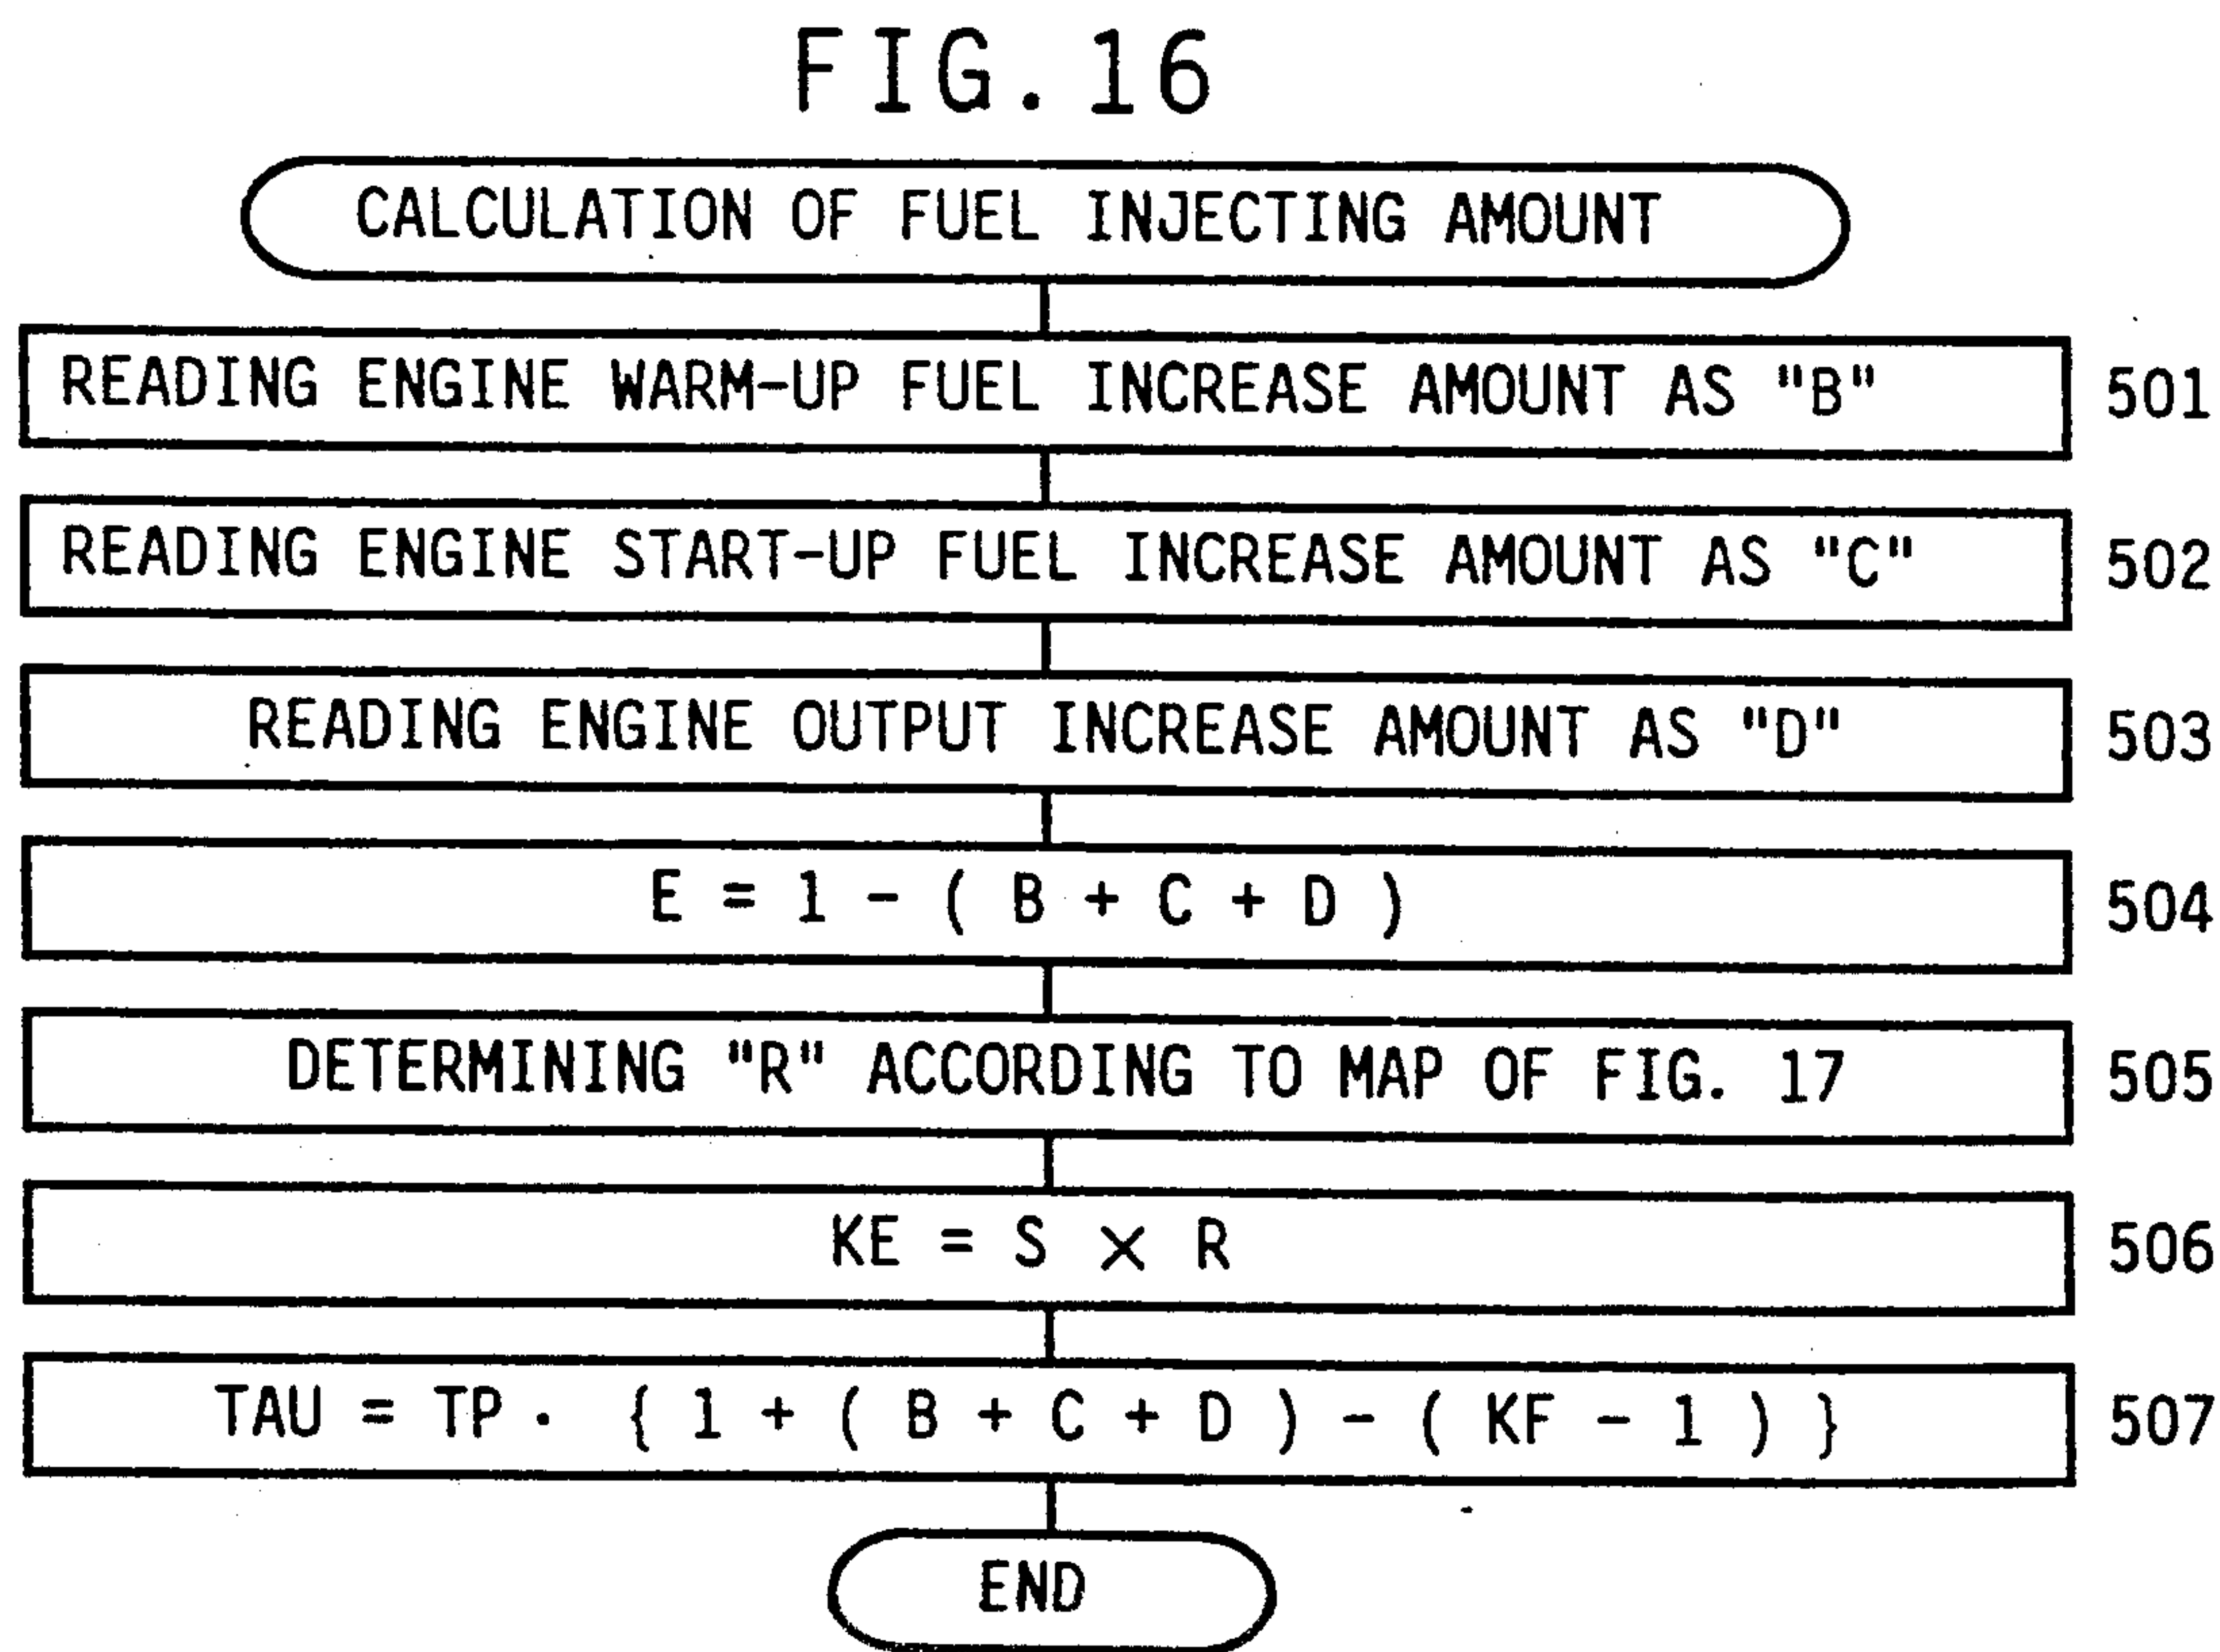 FIG. 16
CALCULATION OF FUEL INJECTING AMOUNT
READING ENGINE WARM-UP FUEL INCREASE AMOUNT AS "B" 501
READING ENGINE START-UP FUEL INCREASE AMOUNT AS "C" 502
READING ENGINE OUTPUT INCREASE AMOUNT AS "D" 503
E = 1 - ( B + C + D ) 504
DETERMINING "R" ACCORDING TO MAP OF FIG. 17 505
KE = S × R 506
TAU = TP · { 1 + ( B + C + D ) - ( KF - 1 ) } 507
END